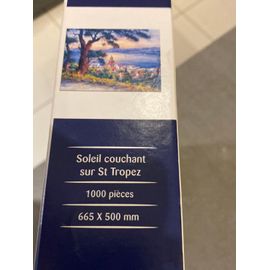 Soleil couchant
sur St Tropez
1000 pièces
665 X 500 mm